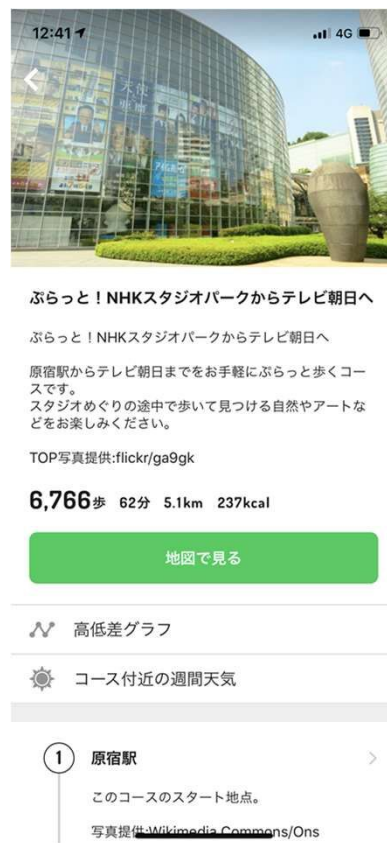 12:41
4G
天使
悪魔
ぷらっと！NHKスタジオパークからテレビ朝日へ
ぷらっと！NHKスタジオパークからテレビ朝日へ
原宿駅からテレビ朝日までをお手軽にぷらっと歩くコー
スです。
スタジオめぐりの途中で歩いて見つける自然やアートな
どをお楽しみください。
TOP写真提供:flickr/ga9gk
6,766歩 62分 5.1km 237kcal
地図で見る
高低差グラフ
コース付近の週間天気
1 原宿駅
このコースのスタート地点。
写真提供:Wikimedia Commons/Ons